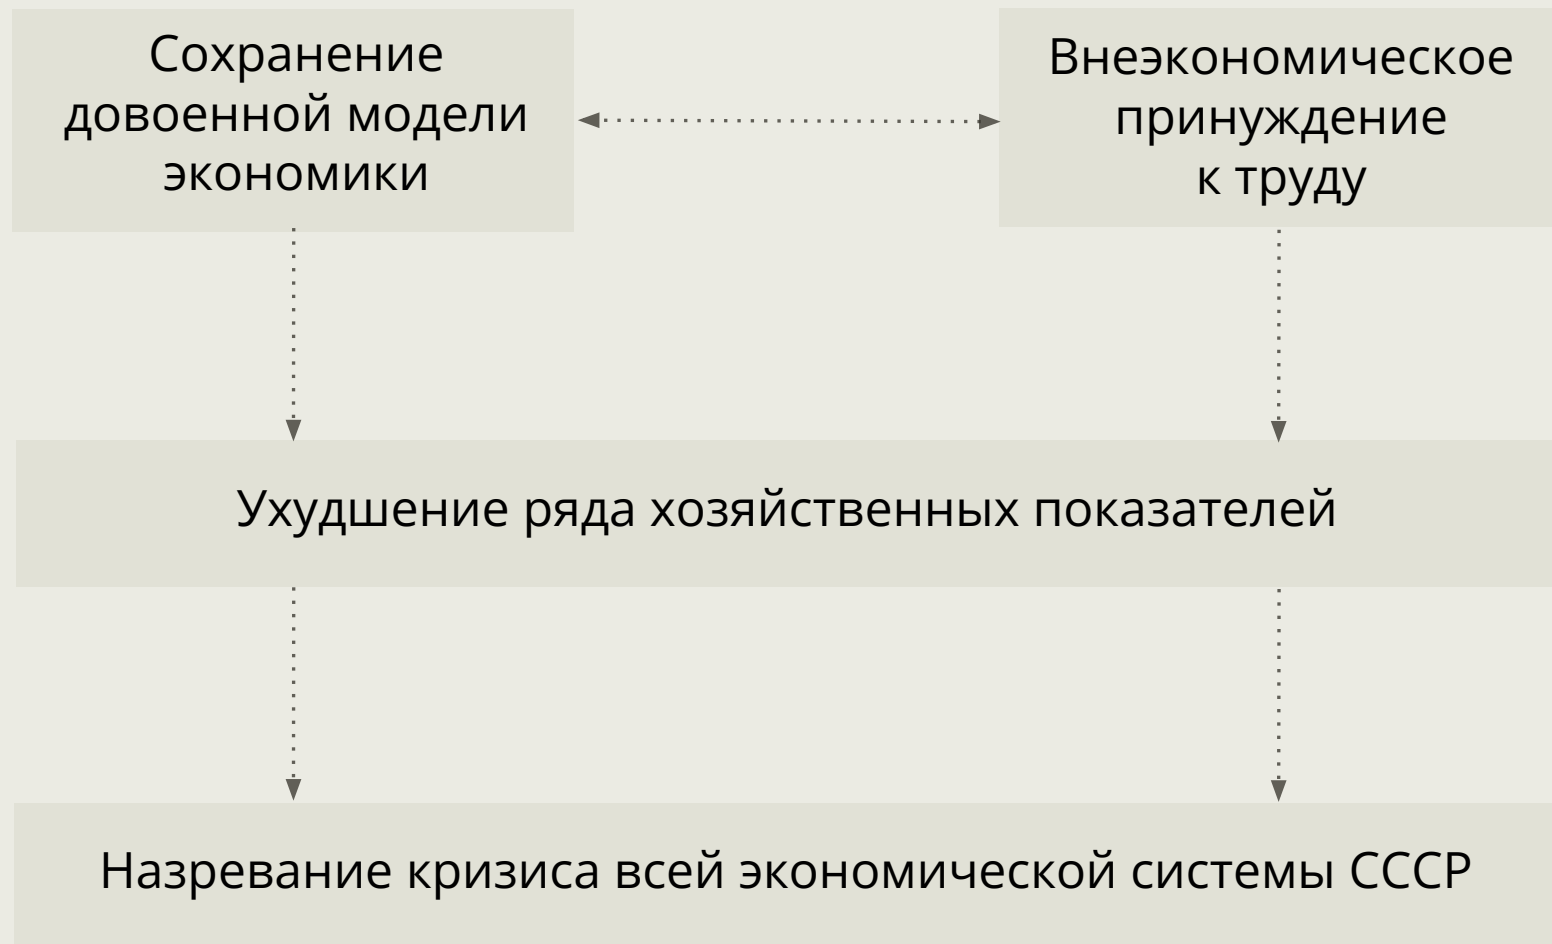 Сохранение
довоенной модели
экономики
Внеэкономическое
принуждение
к труду
Ухудшение ряда хозяйственных показателей
Назревание кризиса всей экономической системы СССР